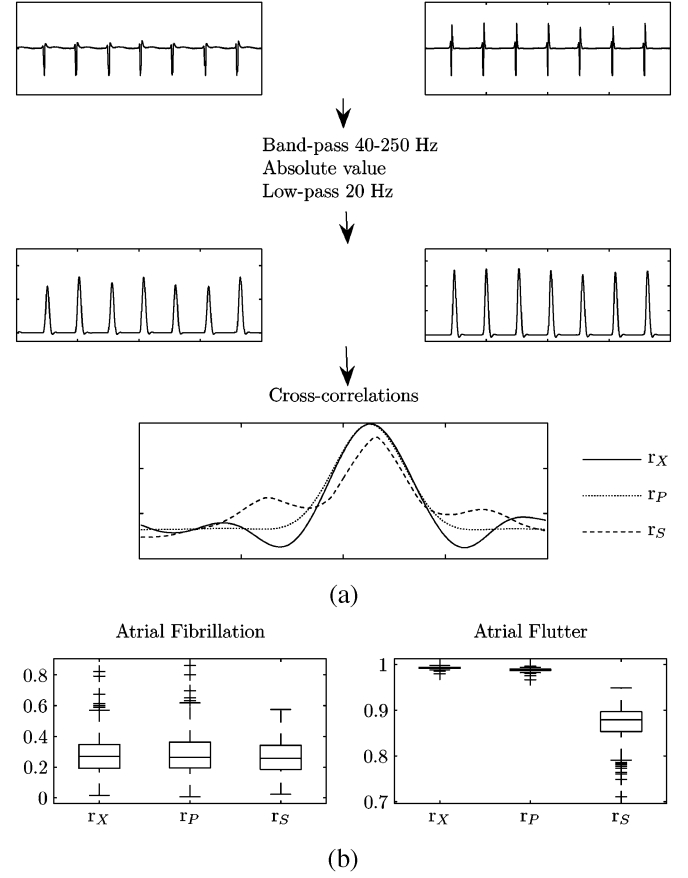 Band-pass 40-250 Hz
Absolute value
Low-pass 20 Hz
Cross-correlations
r_X
r_P
r_S
(a)
Atrial Fibrillation
0.8
0.6
0.4
0.2
0
r_X r_P r_S
Atrial Flutter
1
0.9
0.8
0.7
r_X r_P r_S
(b)